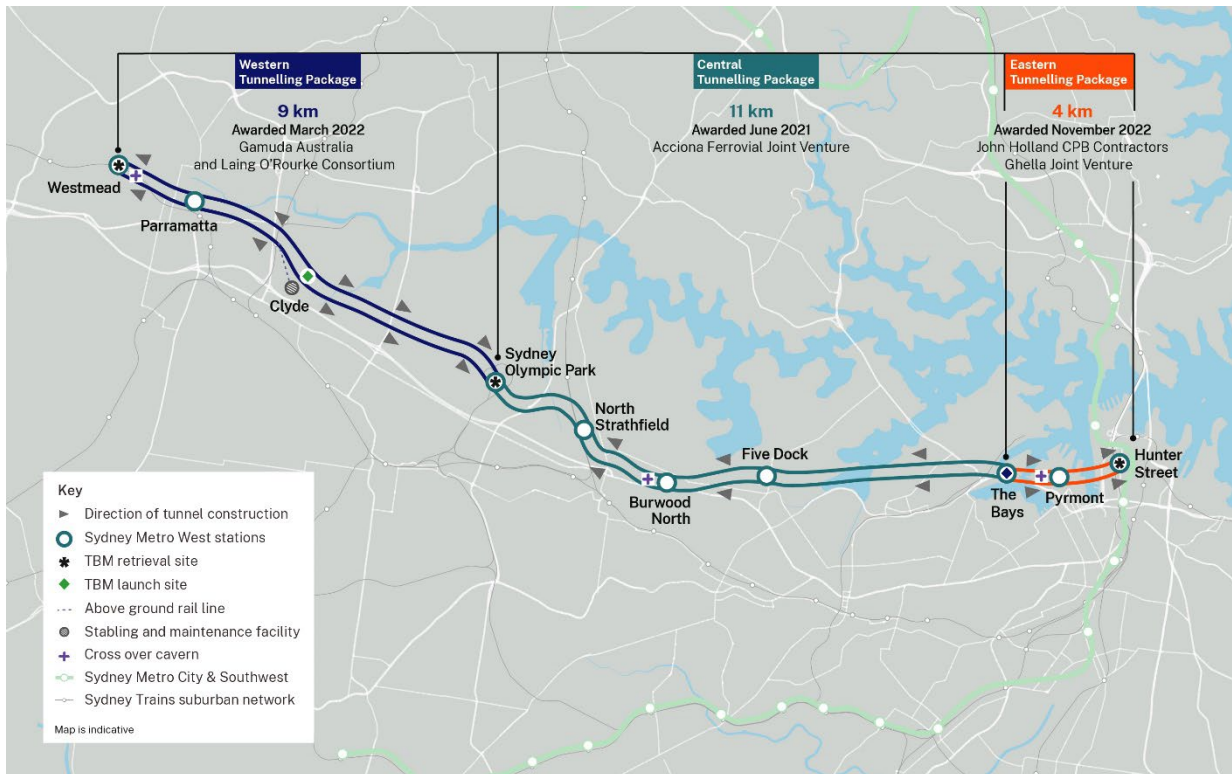 Western
Tunnelling Package
9 km
Awarded March 2022
Gamuda Australia
and Laing O'Rourke Consortium
Central
Tunnelling Package
11 km
Awarded June 2021
Acciona Ferrovial Joint Venture
Eastern
Tunnelling Package
4 km
Awarded November 2022
John Holland CPB Contractors
Ghella Joint Venture
Westmead
Parramatta
Clyde
Sydney
Olympic Park
North
Strathfield
Burwood
North
Five Dock
The
Bays
Pyrmont
Hunter
Street
Key
Direction of tunnel construction
Sydney Metro West stations
TBM retrieval site
TBM launch site
Above ground rail line
Stabling and maintenance facility
Cross over cavern
Sydney Metro City & Southwest
Sydney Trains suburban network
Map is indicative